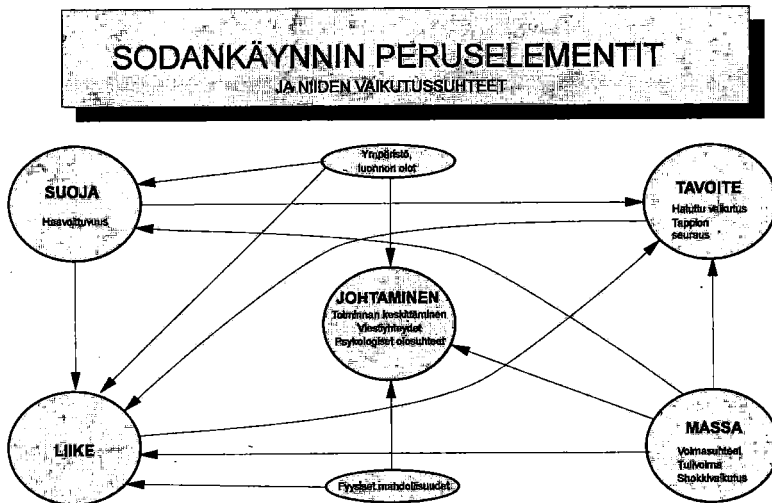 SODANKÄYNNIN PERUSELEMENTIT
JA NIIDEN VAIKUTUSSUHTEET
Ympäristö,
luonnon olot
SUOJA
Haavoittuvuus
TAVOITE
Haluttu vaikutus
Tappion
seuraus
JOHTAMINEN
Toiminnan keskittäminen
Viestiyhteydet
Psykologiset olosuhteet
LIIKE
MASSA
Voimasuhteet
Tulivoima
Shokkivaikutus
Fyysiset mahdollisuudet